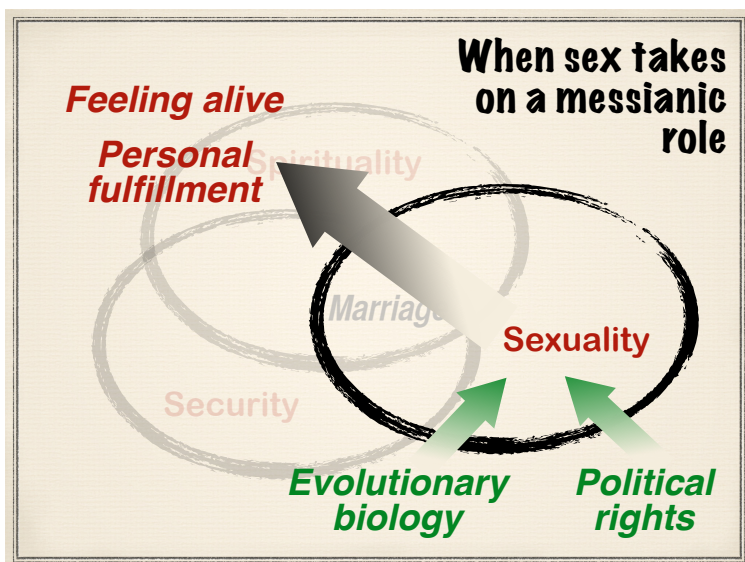 When sex takes
on a messianic
role
Feeling alive
Personal
fulfillment
Spirituality
Marriage
Sexuality
Security
Evolutionary
biology
Political
rights